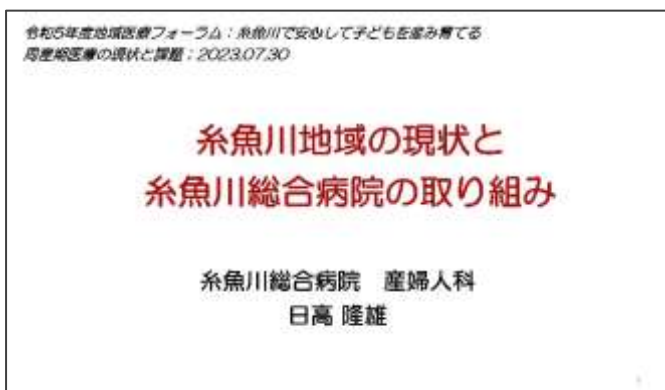 令和5年度地域医療フォーラム：糸魚川で安心して子どもを産み育てる
周産期医療の現状と課題：2023.07.30
糸魚川地域の現状と
糸魚川総合病院の取り組み
糸魚川総合病院　産婦人科
日高 隆雄